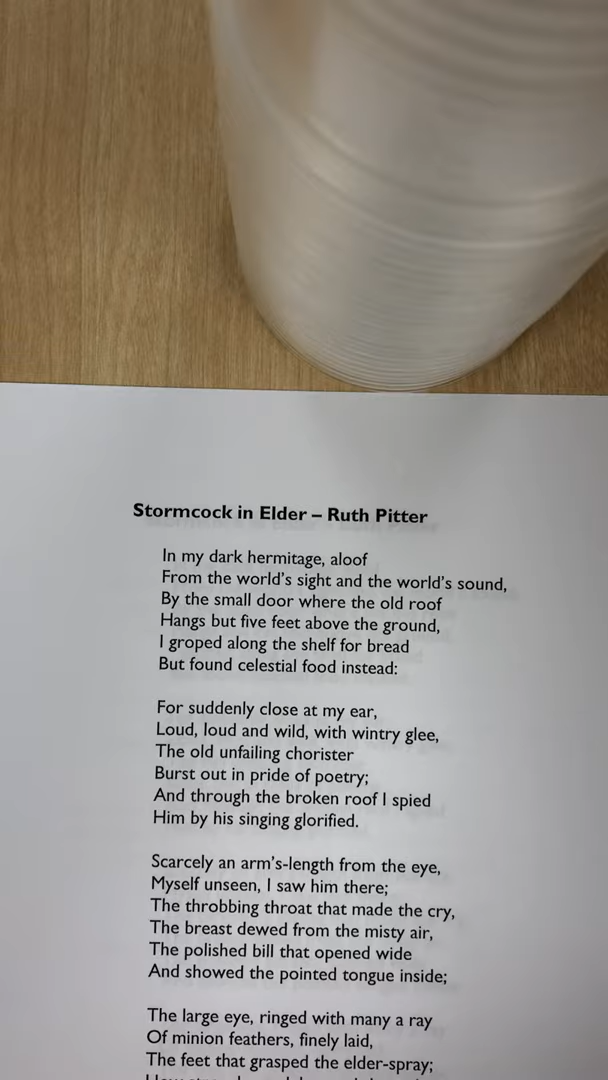 Stormcock in Elder – Ruth Pitter
In my dark hermitage, aloof
From the world's sight and the world's sound,
By the small door where the old roof
Hangs but five feet above the ground,
I groped along the shelf for bread
But found celestial food instead:
For suddenly close at my ear,
Loud, loud and wild, with wintry glee,
The old unfailing chorister
Burst out in pride of poetry;
And through the broken roof I spied
Him by his singing glorified.
Scarcely an arm's-length from the eye,
Myself unseen, I saw him there;
The throbbing throat that made the cry,
The breast dewed from the misty air,
The polished bill that opened wide
And showed the pointed tongue inside;
The large eye, ringed with many a ray
Of minion feathers, finely laid,
The feet that grasped the elder-spray;